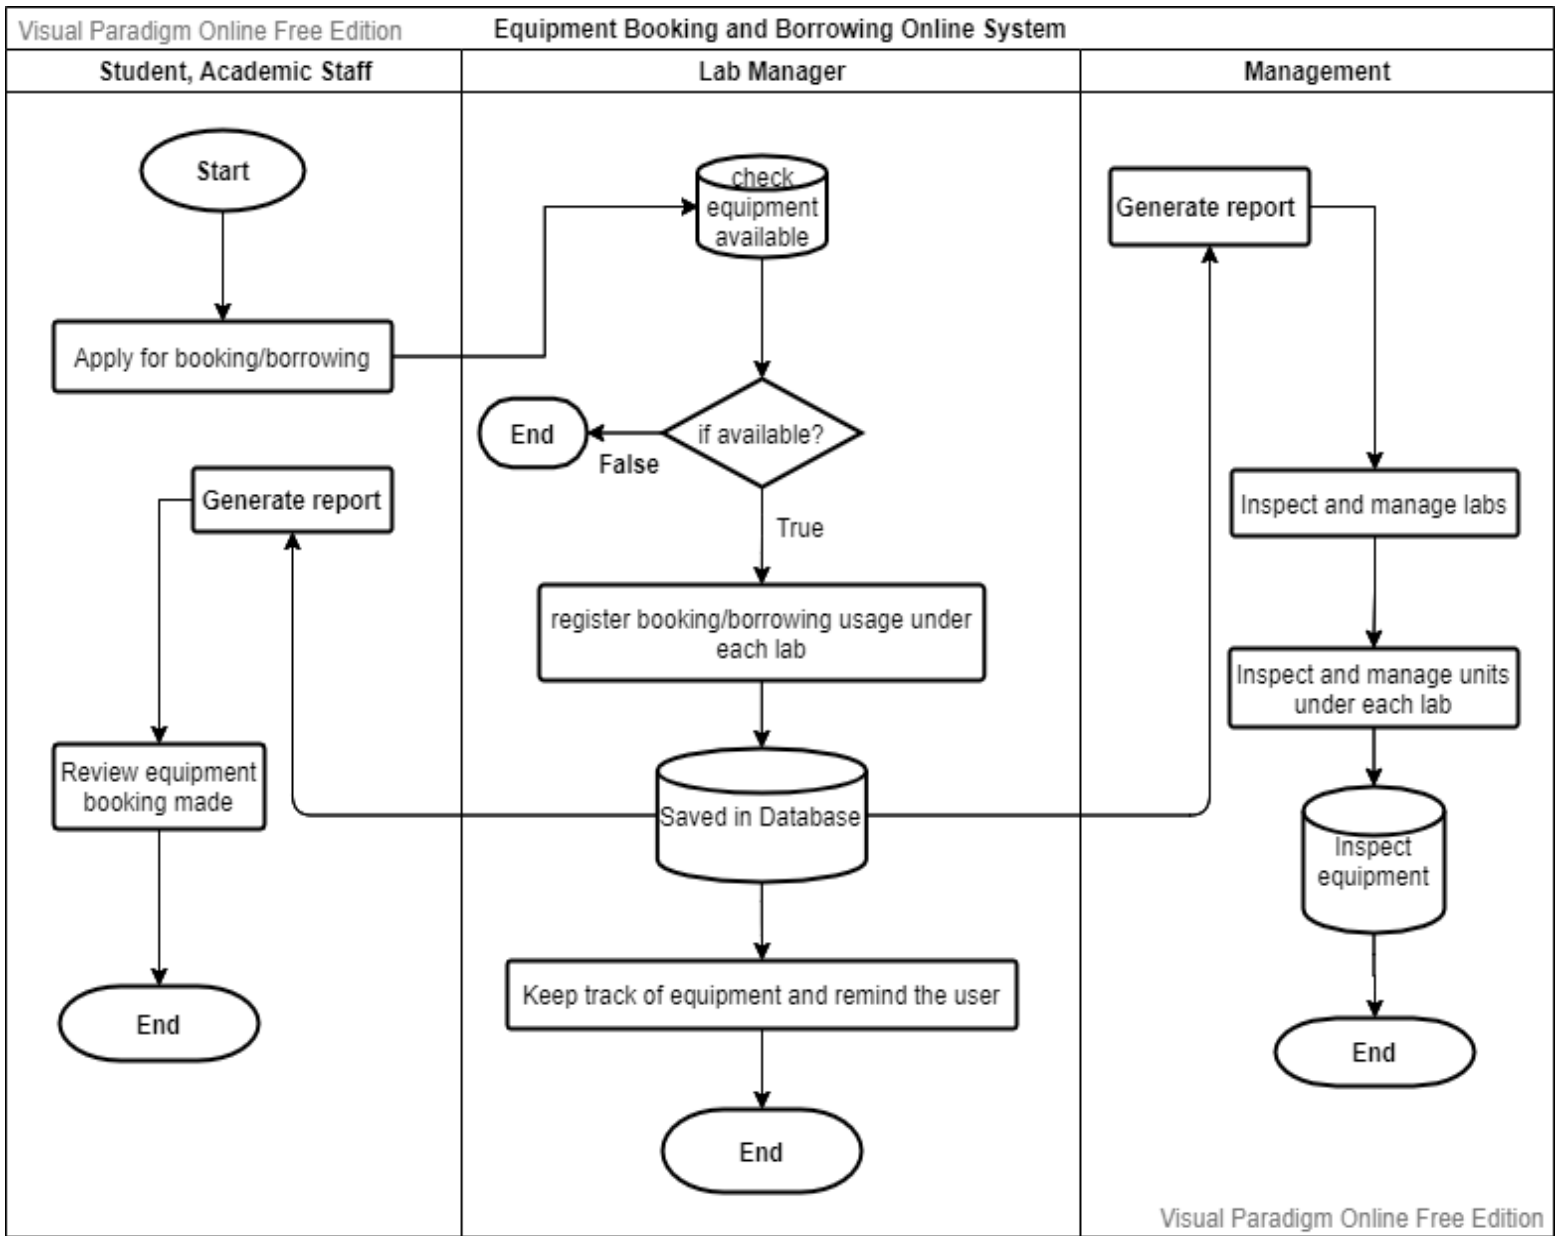 Visual Paradigm Online Free Edition
Equipment Booking and Borrowing Online System
Student, Academic Staff
Lab Manager
Management
Start
Apply for booking/borrowing
Generate report
Review equipment
booking made
End
check
equipment
available
if available?
False
End
True
register booking/borrowing usage under
each lab
Saved in Database
Keep track of equipment and remind the user
End
Generate report
Inspect and manage labs
Inspect and manage units
under each lab
Inspect
equipment
End
Visual Paradigm Online Free Edition